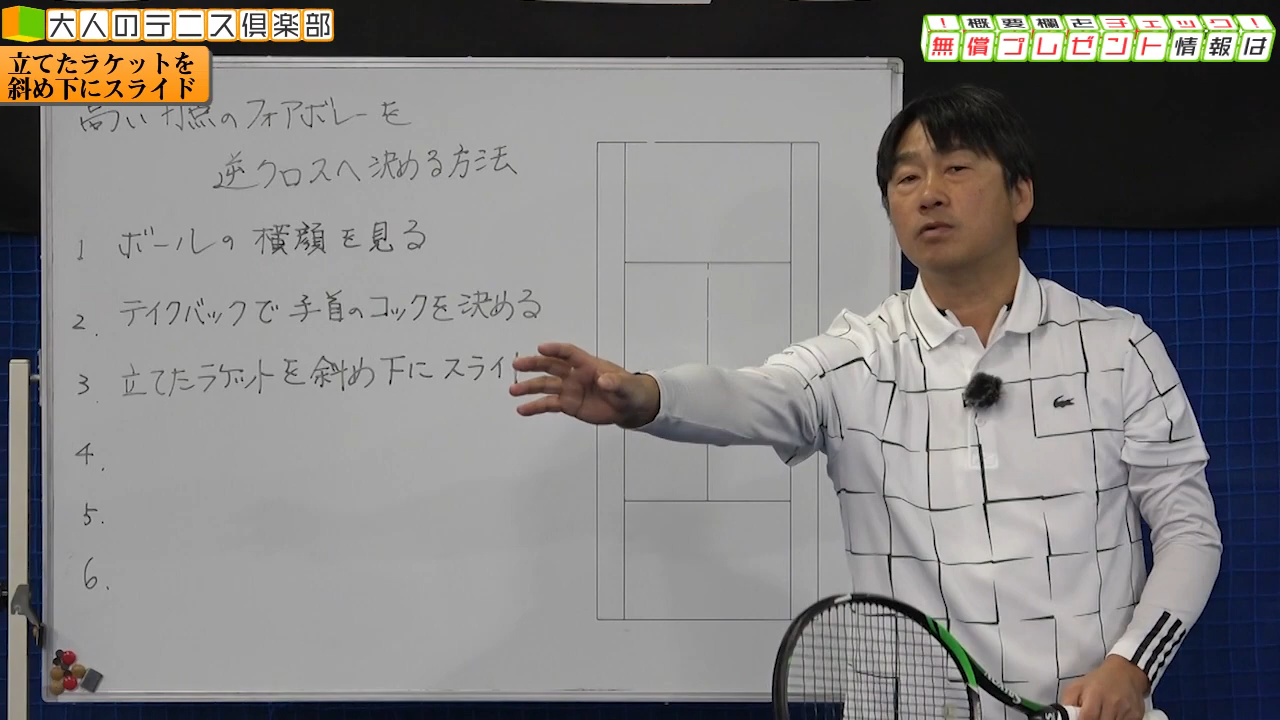 大人のテニス倶楽部
！概要欄をチェック！
無償プレゼント情報は
立てたラケットを
斜め下にスライド
高い打点のフォアボレーを
逆クロスへ決める方法
1 ボールの横顔を見る
2. テイクバックで手首のコックを決める
3. 立てたラケットを斜め下にスライ
4.
5.
6.